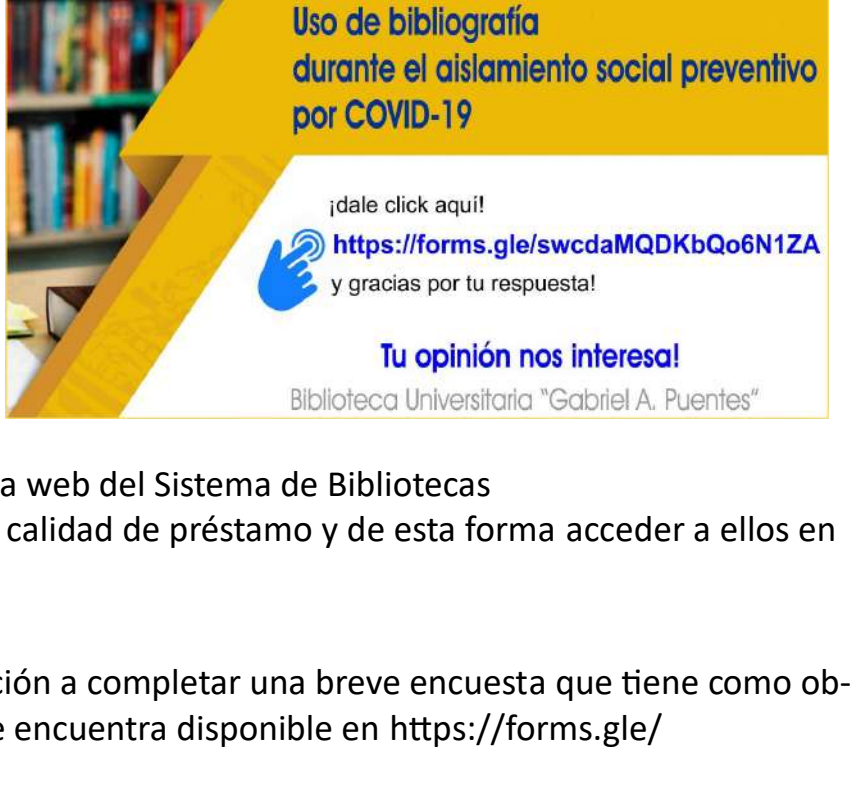 Uso de bibliografía
durante el aislamiento social preventivo
por COVID-19
¡dale click aquí!
https://forms.gle/swcdaMQDKbQo6N1ZA
y gracias por tu respuesta!
Tu opinión nos interesa!
Biblioteca Universitaria "Gabriel A. Puentes"
a web del Sistema de Bibliotecas
calidad de préstamo y de esta forma acceder a ellos en
ción a completar una breve encuesta que tiene como ob-
e encuentra disponible en https://forms.gle/